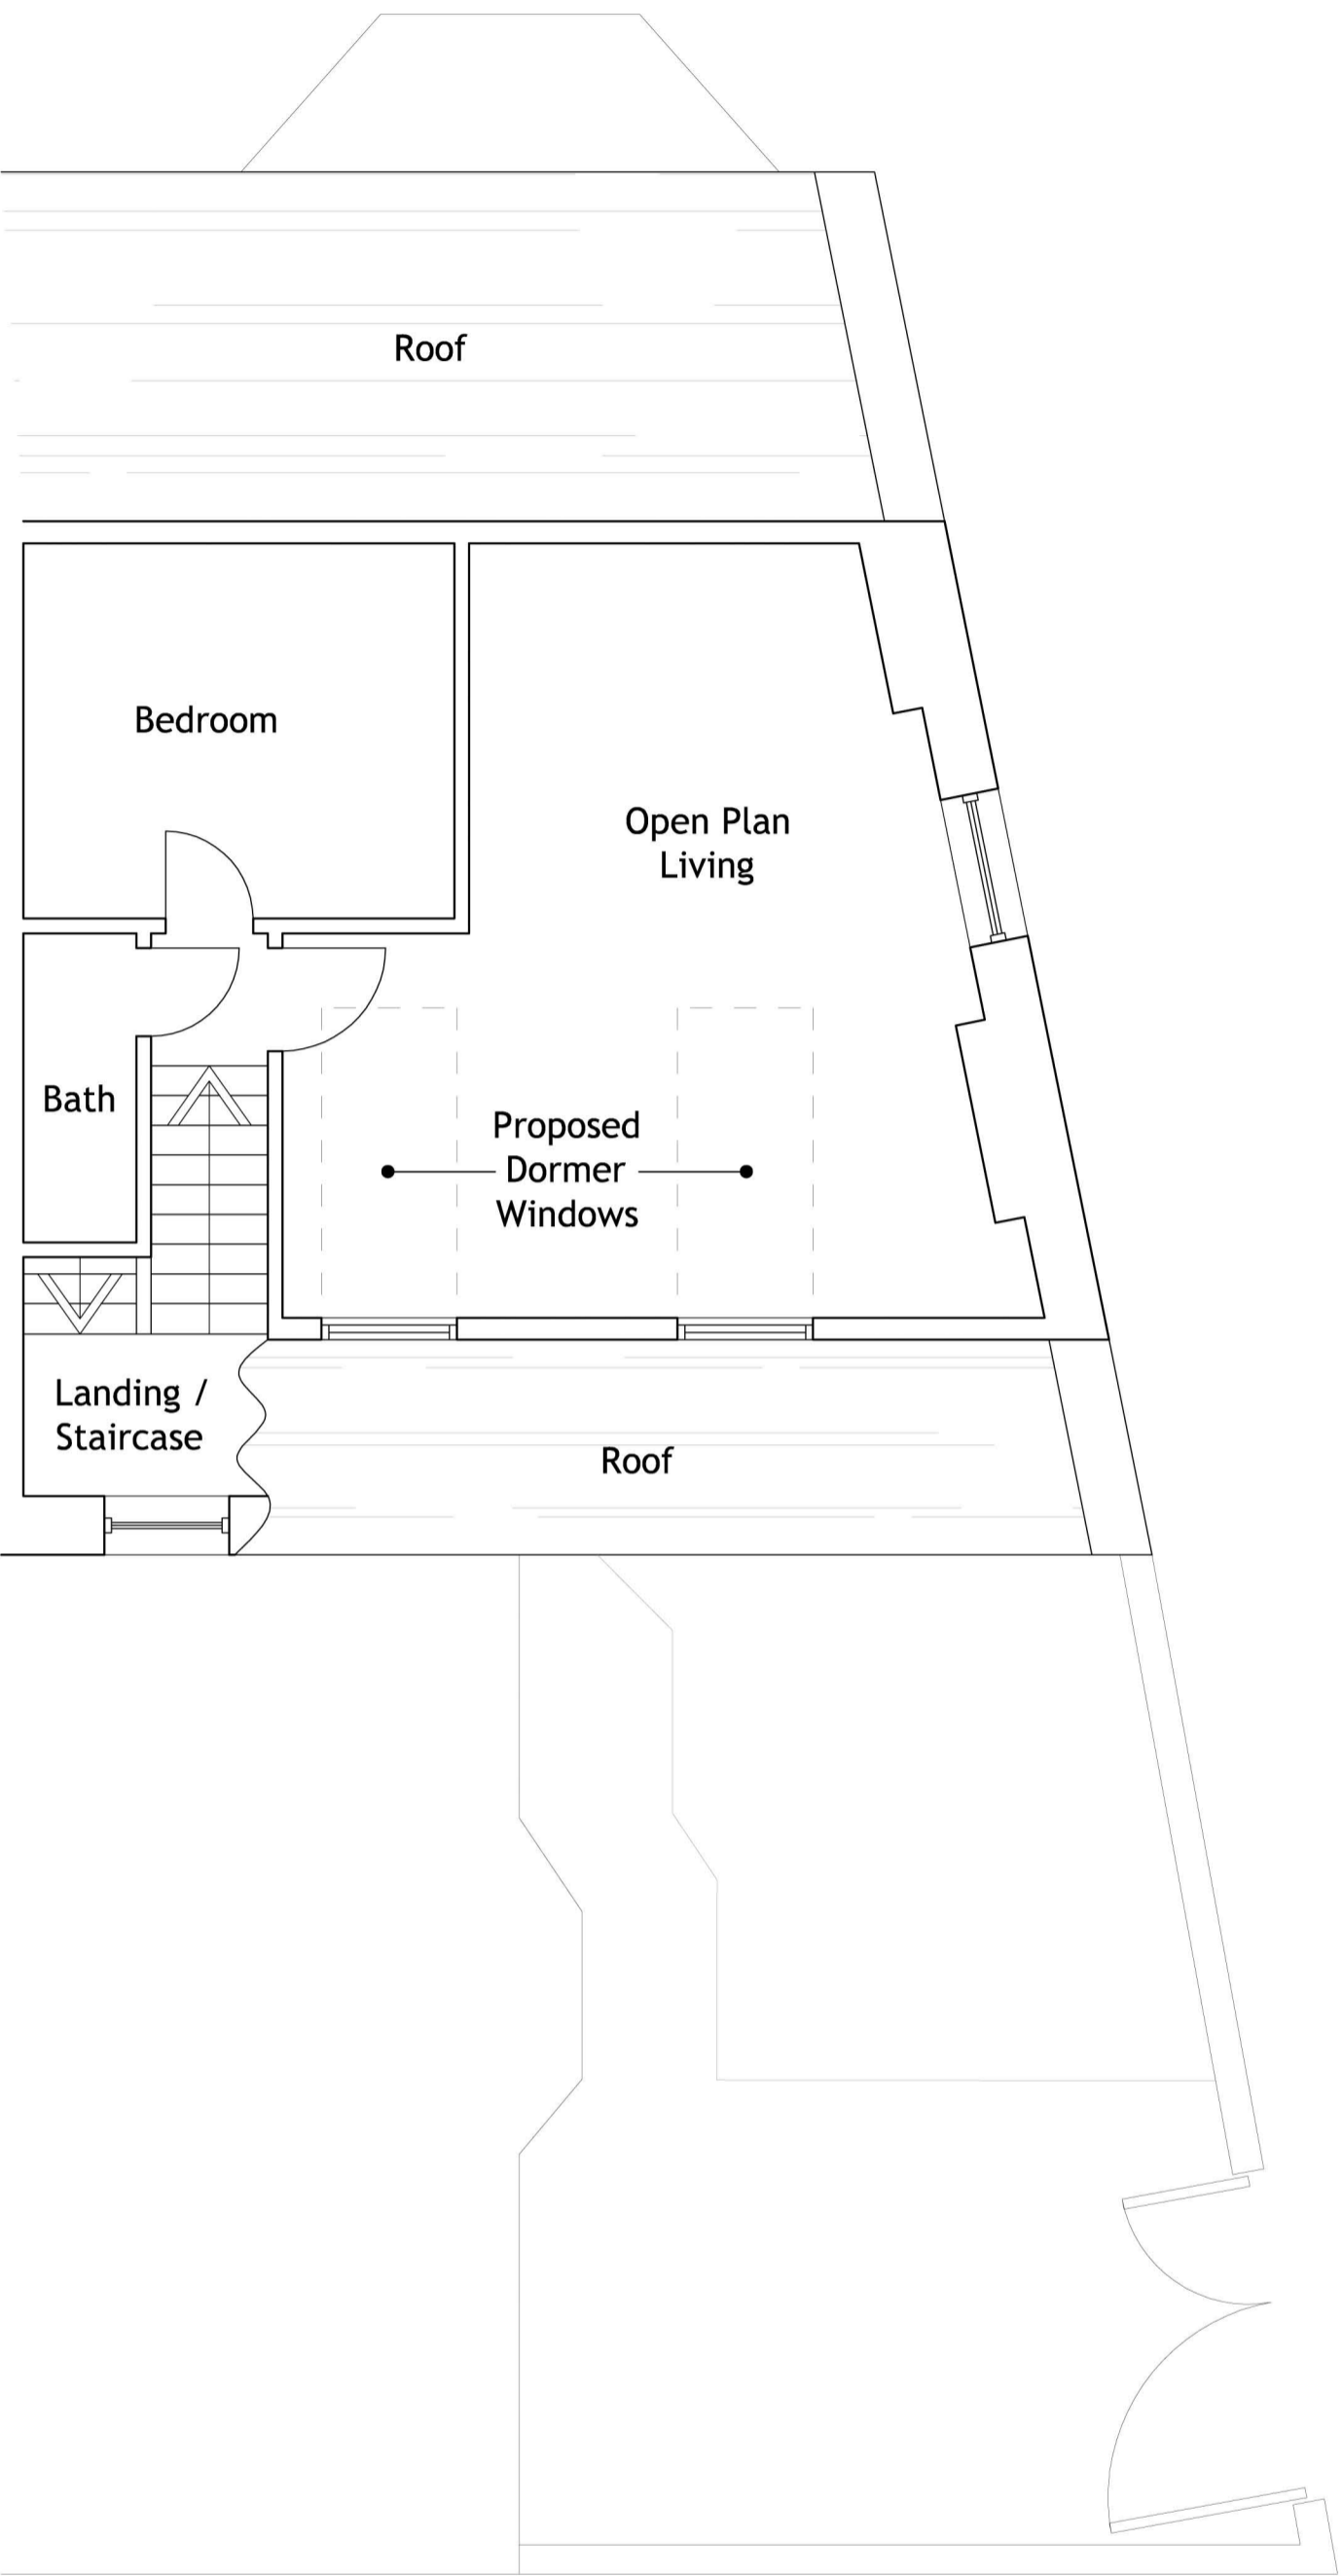 Roof
Bedroom
Open Plan
Living
Bath
Proposed
Dormer
Windows
Landing /
Staircase
Roof